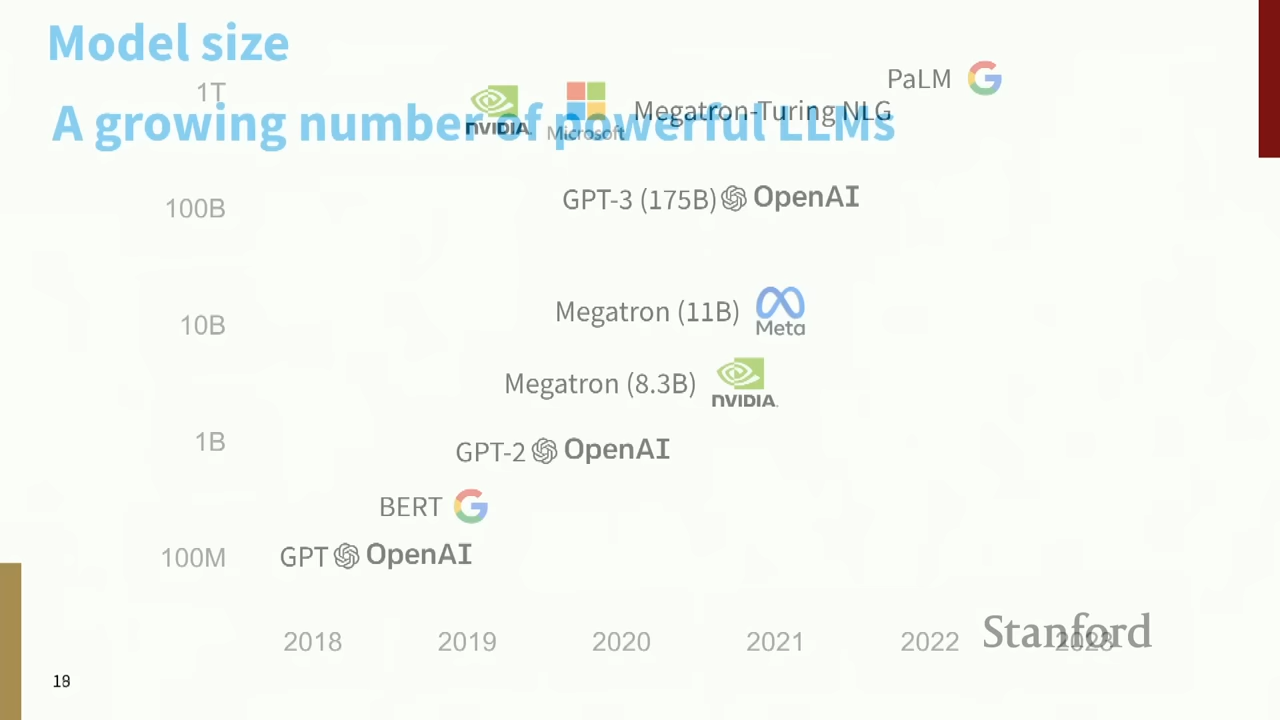 Model size
PaLM
1T
Megatron-Turing NLG
NVIDIA.
Microsoft
A growing number of powerful LLMs
GPT-3 (175B) OpenAI
100B
Megatron (11B)
Meta
10B
Megatron (8.3B)
NVIDIA.
1B
GPT-2 OpenAI
BERT
100M
GPT OpenAI
2018 2019 2020 2021 2022 2023
Stanford
18